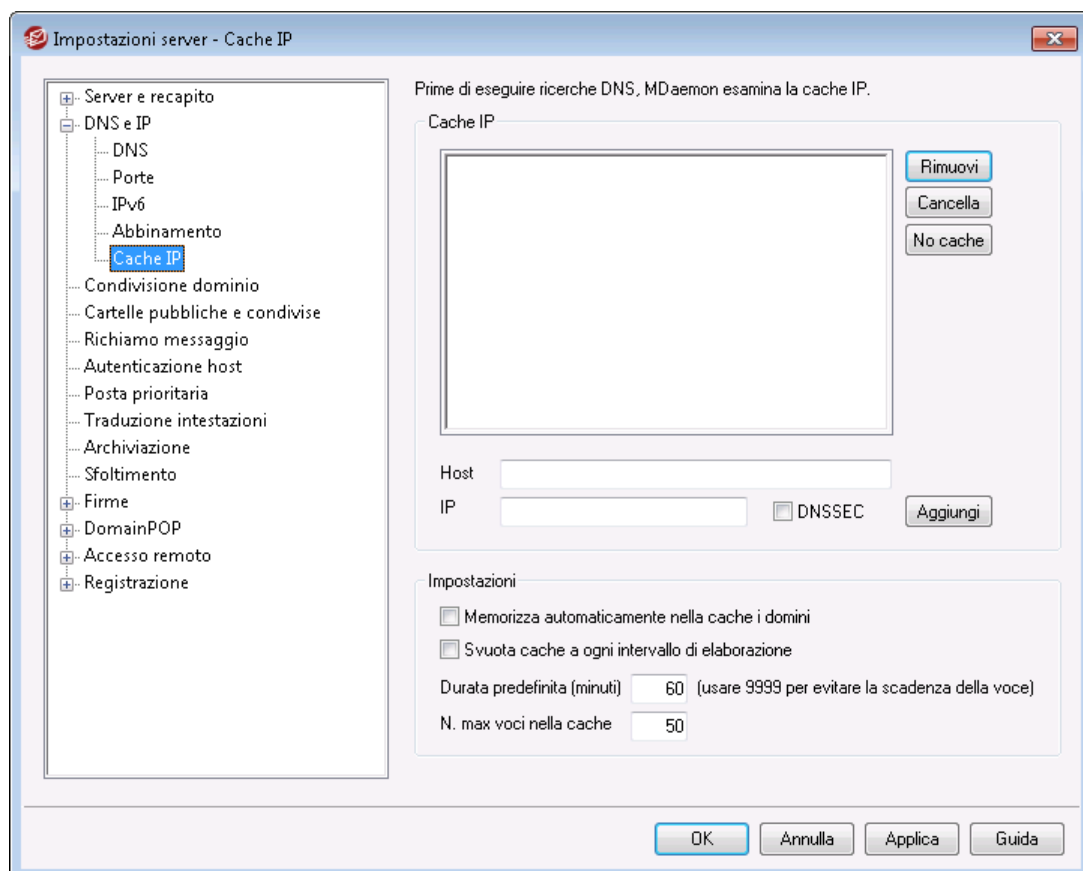 Impostazioni server - Cache IP
Server e recapito
DNS e IP
DNS
Porte
IPv6
Abbinamento
Cache IP
Condivisione dominio
Cartelle pubbliche e condivise
Richiamo messaggio
Autenticazione host
Posta prioritaria
Traduzione intestazioni
Archiviazione
Sfoltimento
Firme
DomainPOP
Accesso remoto
Registrazione
Prime di eseguire ricerche DNS, MDaemon esamina la cache IP.
Cache IP
Rimuovi
Cancella
No cache
Host
IP
DNSSEC
Aggiungi
Impostazioni
Memorizza automaticamente nella cache i domini
Svuota cache a ogni intervallo di elaborazione
Durata predefinita (minuti) 60 (usare 9999 per evitare la scadenza della voce)
N. max voci nella cache 50
OK Annulla Applica Guida